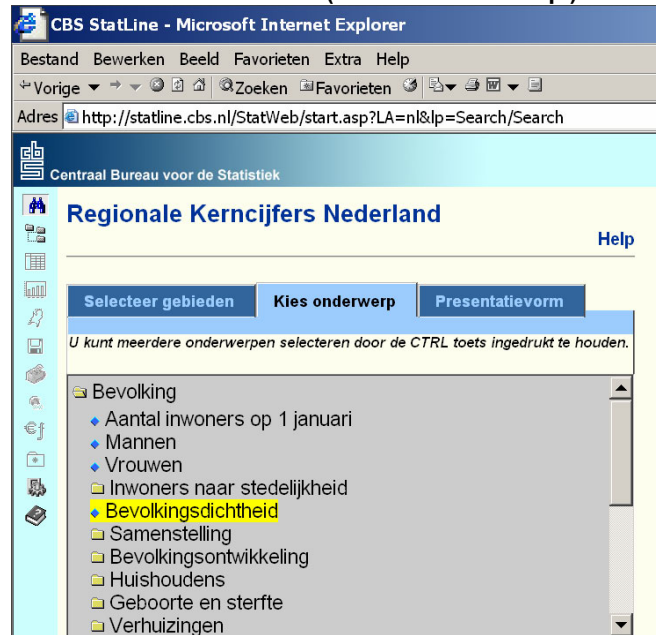 CBS StatLine - Microsoft Internet Explorer
Bestand Bewerken Beeld Favorieten Extra Help
Vorige Zoeken Favorieten
Adres http://statline.cbs.nl/StatWeb/start.asp?LA=nl&lp=Search/Search
cb
Centraal Bureau voor de Statistiek
Regionale Kerncijfers Nederland
Help
Selecteer gebieden Kies onderwerp Presentatievorm
U kunt meerdere onderwerpen selecteren door de CTRL toets ingedrukt te houden.
Bevolking
Aantal inwoners op 1 januari
Mannen
Vrouwen
Inwoners naar stedelijkheid
Bevolkingsdichtheid
Samenstelling
Bevolkingsontwikkeling
Huishoudens
Geboorte en sterfte
Verhuizingen